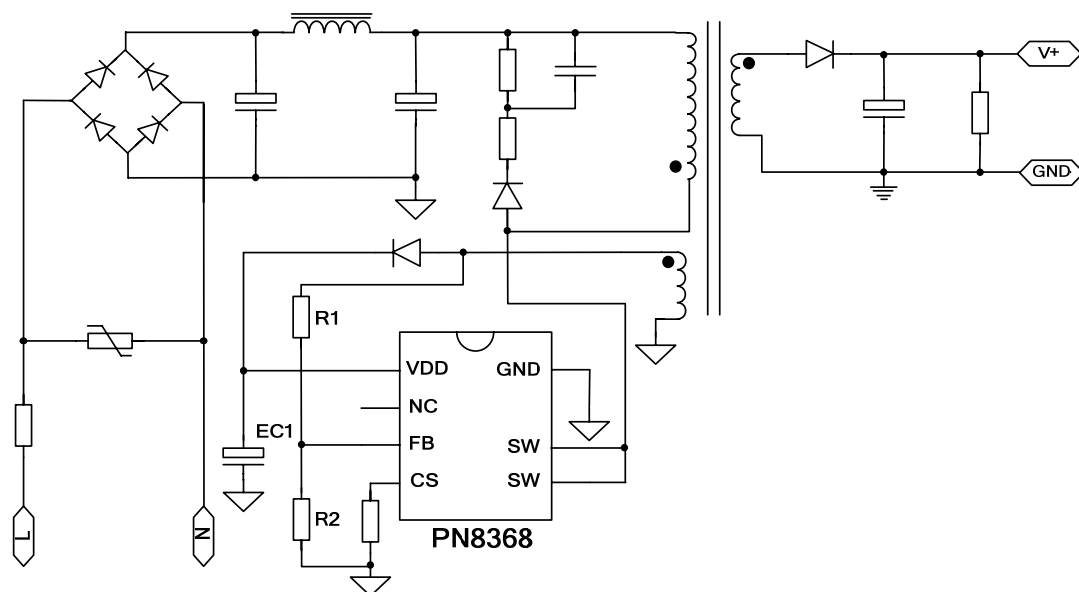 V+
GND
R1
VDD
GND
NC
EC1
FB
SW
CS
SW
R2
L
N
PN8368